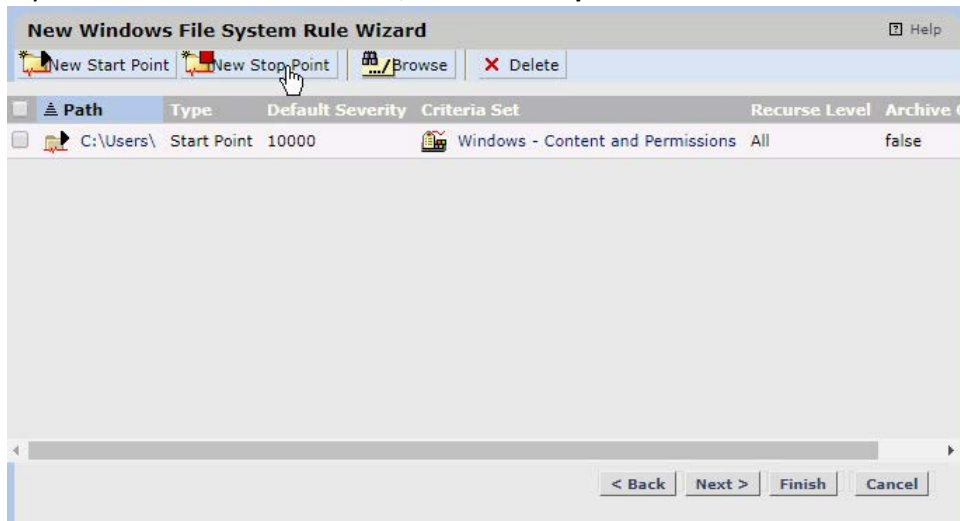 New Windows File System Rule Wizard
? Help
New Start Point New Stop Point .../Browse Delete
Path Type Default Severity Criteria Set Recurse Level Archive
C:\Users\ Start Point 10000 Windows - Content and Permissions All false
< Back Next > Finish Cancel